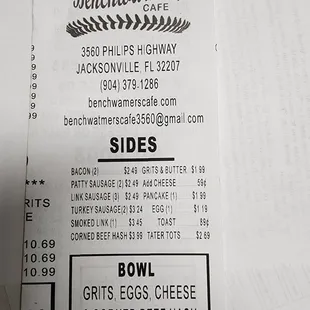 CAFE
3560 PHILIPS HIGHWAY
JACKSONVILLE, FL 32207
(904) 379-1286
benchwamerscafe.com
benchwatmerscafe3560@gmail.com
SIDES
BACON (2) $2.49 GRITS & BUTTER $1.99
PATTY SAUSAGE (2) $2.49 Add CHEESE 59¢
LINK SAUSAGE (3) $2.49 PANCAKE (1) $1.99
TURKEY SAUSAGE(2) $3.24 EGG (1) $1.19
SMOKED LINK (1) $3.45 TOAST 89¢
CORNED BEEF HASH $3.99 TATER TOTS $2.69
***
RITS
E
10.69
10.69
10.99
BOWL
GRITS, EGGS, CHEESE